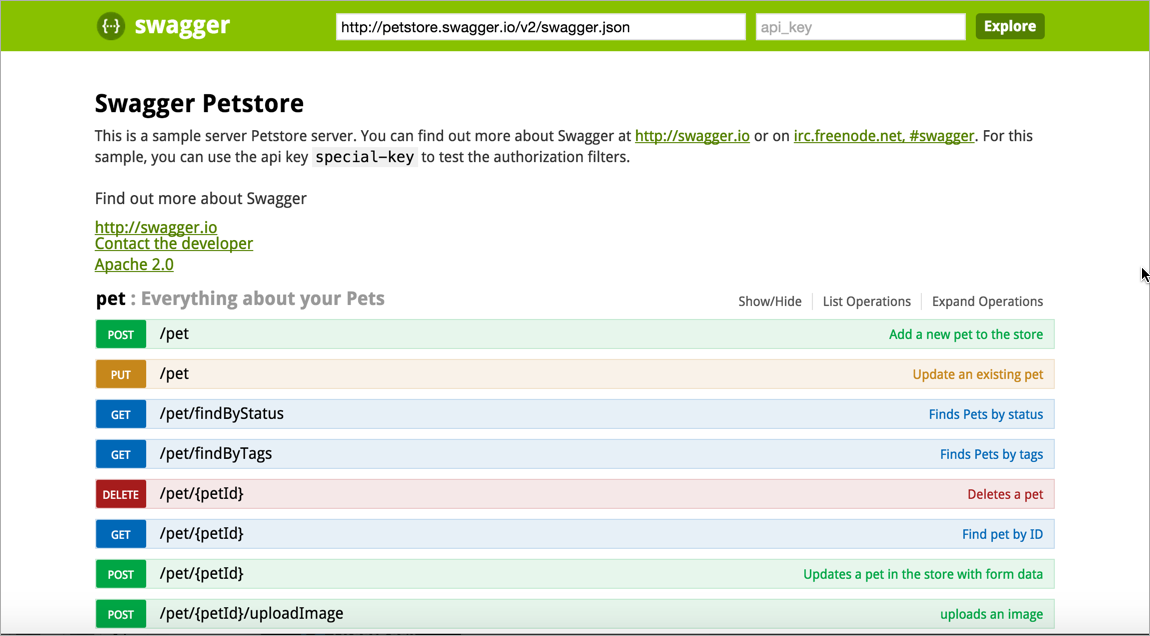 {··} swagger http://petstore.swagger.io/v2/swagger.json api_key Explore
Swagger Petstore
This is a sample server Petstore server. You can find out more about Swagger at http://swagger.io or on irc.freenode.net, #swagger. For this
sample, you can use the api key special-key to test the authorization filters.
Find out more about Swagger
http://swagger.io
Contact the developer
Apache 2.0
pet : Everything about your Pets Show/Hide List Operations Expand Operations
POST /pet Add a new pet to the store
PUT /pet Update an existing pet
GET /pet/findByStatus Finds Pets by status
GET /pet/findByTags Finds Pets by tags
DELETE /pet/{petId} Deletes a pet
GET /pet/{petId} Find pet by ID
POST /pet/{petId} Updates a pet in the store with form data
POST /pet/{petId}/uploadImage uploads an image